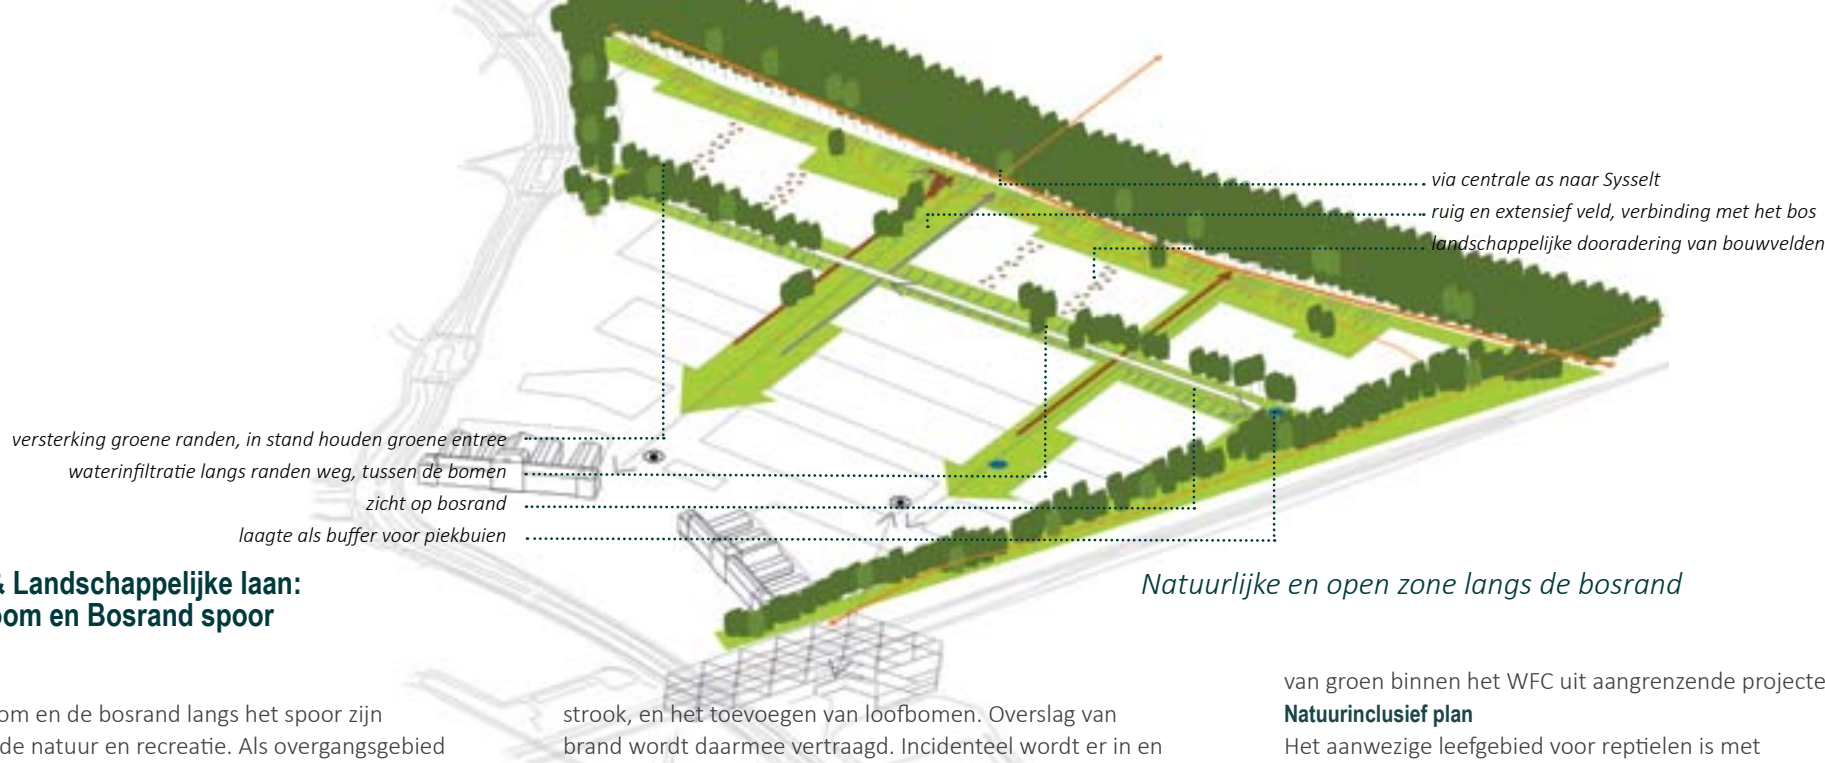 via centrale as naar Sysselt
ruig en extensief veld, verbinding met het bos
landschappelijke dooradering van bouwvelden
versterking groene randen, in stand houden groene entree
waterinfiltratie langs randen weg, tussen de bomen
zicht op bosrand
laagte als buffer voor piekbuien
& Landschappelijke laan:
oom en Bosrand spoor
Natuurlijke en open zone langs de bosrand
om en de bosrand langs het spoor zijn
de natuur en recreatie. Als overgangsgebied
strook, en het toevoegen van loofbomen. Overslag van
brand wordt daarmee vertraagd. Incidenteel wordt er in en
van groen binnen het WFC uit aangrenzende projecte
Natuurinclusief plan
Het aanwezige leefgebied voor reptielen is met